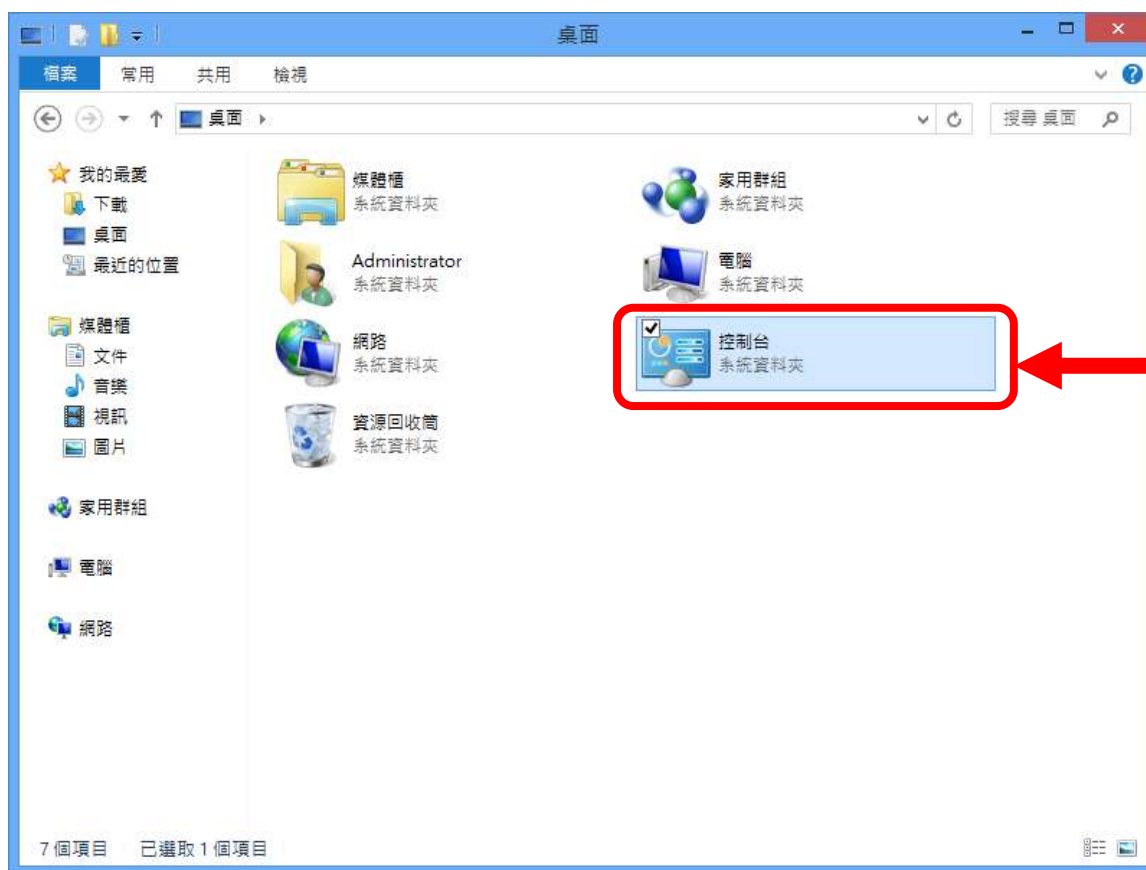 桌面
檔案 常用 共用 檢視
桌面
搜尋 桌面
我的最愛
下載
桌面
最近的位置
媒體櫃
文件
音樂
視訊
圖片
家用群組
電腦
網路
媒體櫃
系統資料夾
家用群組
系統資料夾
Administrator
系統資料夾
電腦
系統資料夾
網路
系統資料夾
控制台
系統資料夾
資源回收筒
系統資料夾
7 個項目 已選取 1 個項目